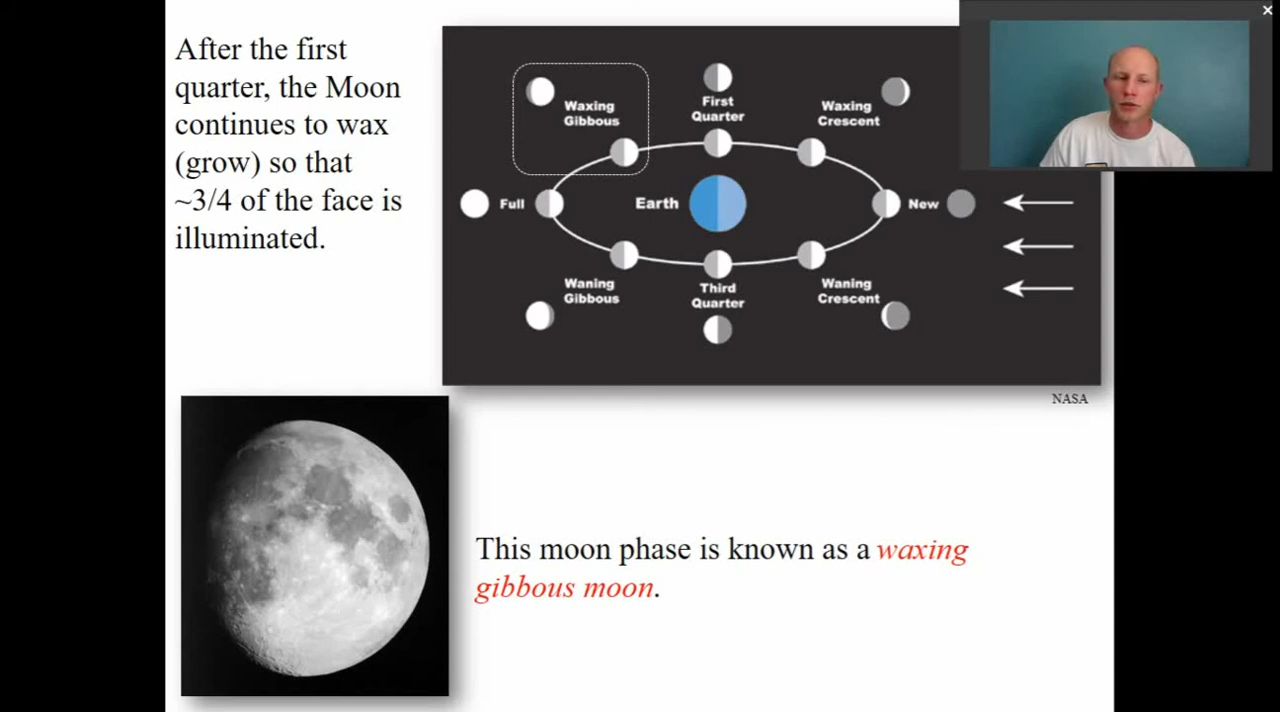 After the first
quarter, the Moon
continues to wax
(grow) so that
~3/4 of the face is
illuminated.
Waxing
Gibbous
First
Quarter
Waxing
Crescent
Full
Earth
New
Waning
Gibbous
Third
Quarter
Waning
Crescent
NASA
This moon phase is known as a waxing
gibbous moon.